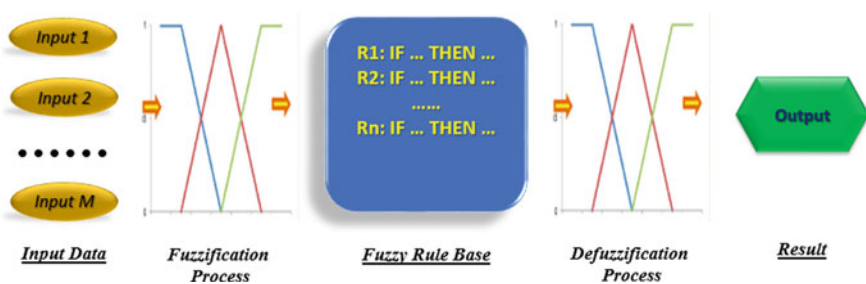 Input 1
Input 2
......
Input M
R1: IF ... THEN ...
R2: IF ... THEN ...
......
Rn: IF ... THEN ...
Output
Input Data
Fuzzification
Process
Fuzzy Rule Base
Defuzzification
Process
Result